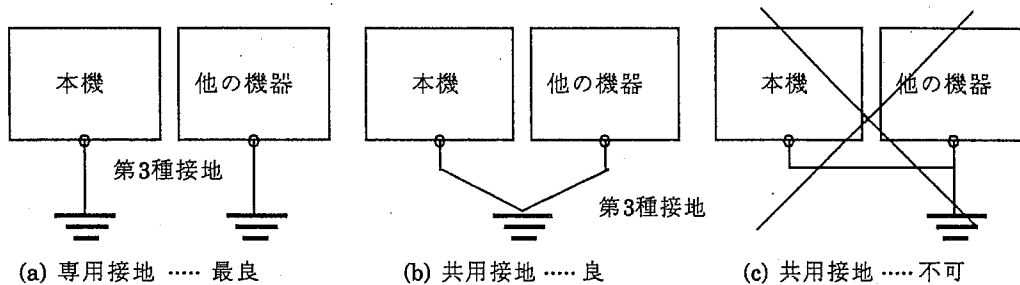 本機 他の機器 本機 他の機器 本機 他の機器
第3種接地
第3種接地
(a) 専用接地 ····· 最良 (b) 共用接地 ····· 良 (c) 共用接地 ····· 不可